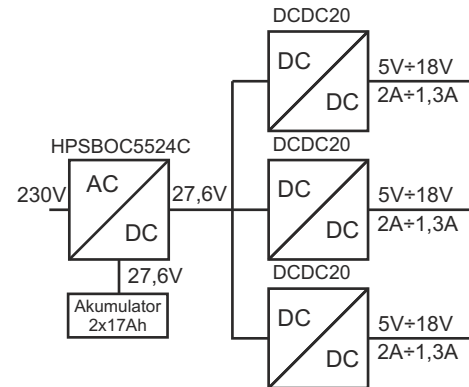 DCDC20
DC
DC
5V÷18V
2A÷1,3A
HPSBOC5524C
230V
AC
DC
27,6V
DCDC20
DC
DC
5V÷18V
2A÷1,3A
27,6V
Akumulator
2x17Ah
DCDC20
DC
DC
5V÷18V
2A÷1,3A